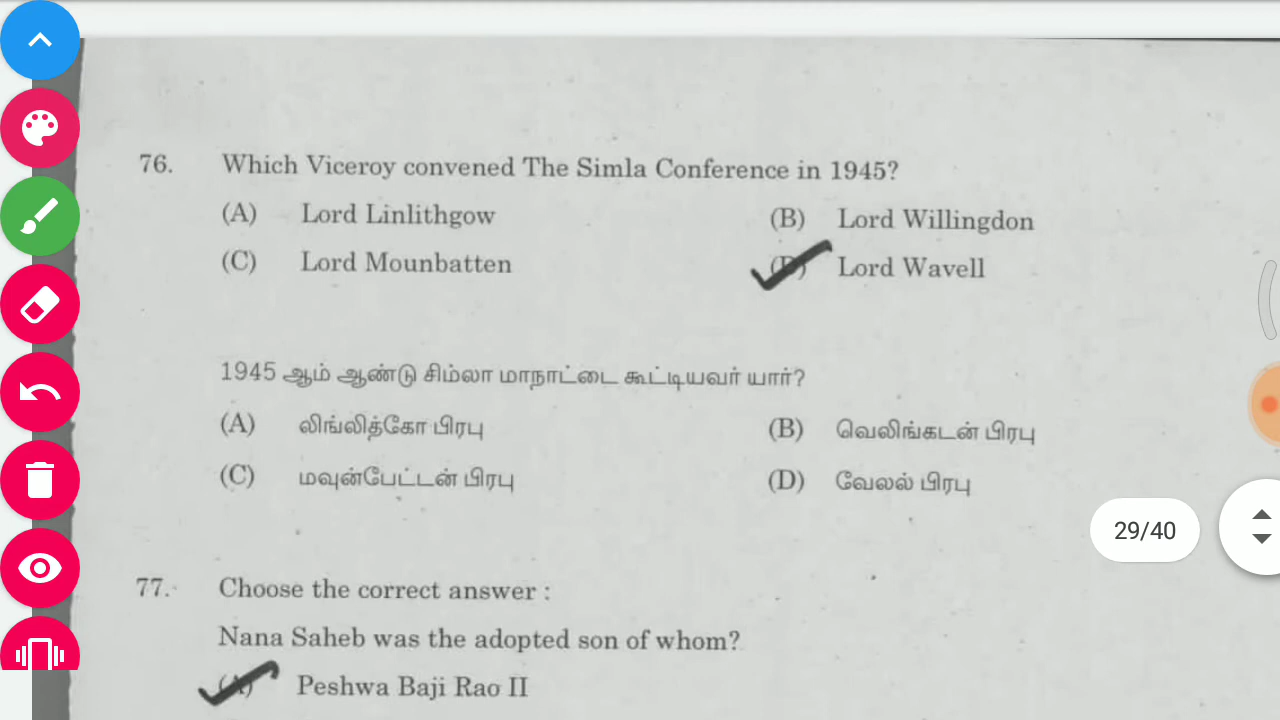 76. Which Viceroy convened The Simla Conference in 1945?
(A) Lord Linlithgow (B) Lord Willingdon
(C) Lord Mounbatten (D) Lord Wavell
1945 ஆம் ஆண்டு சிம்லா மாநாட்டை கூட்டியவர் யார்?
(A) லிங்லித்கோ பிரபு (B) வெலிங்கடன் பிரபு
(C) மவுன்பேட்டன் பிரபு (D) வேவல் பிரபு
29/40
77. Choose the correct answer :
Nana Saheb was the adopted son of whom?
(A) Peshwa Baji Rao II